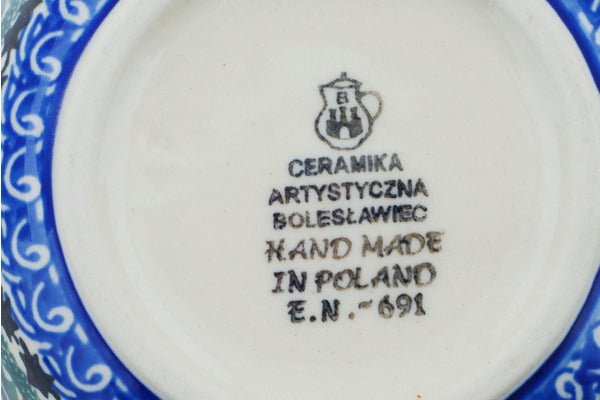 B
CERAMIKA
ARTYSTYCZNA
BOLESŁAWIEC
HAND MADE
IN POLAND
E.N.-691